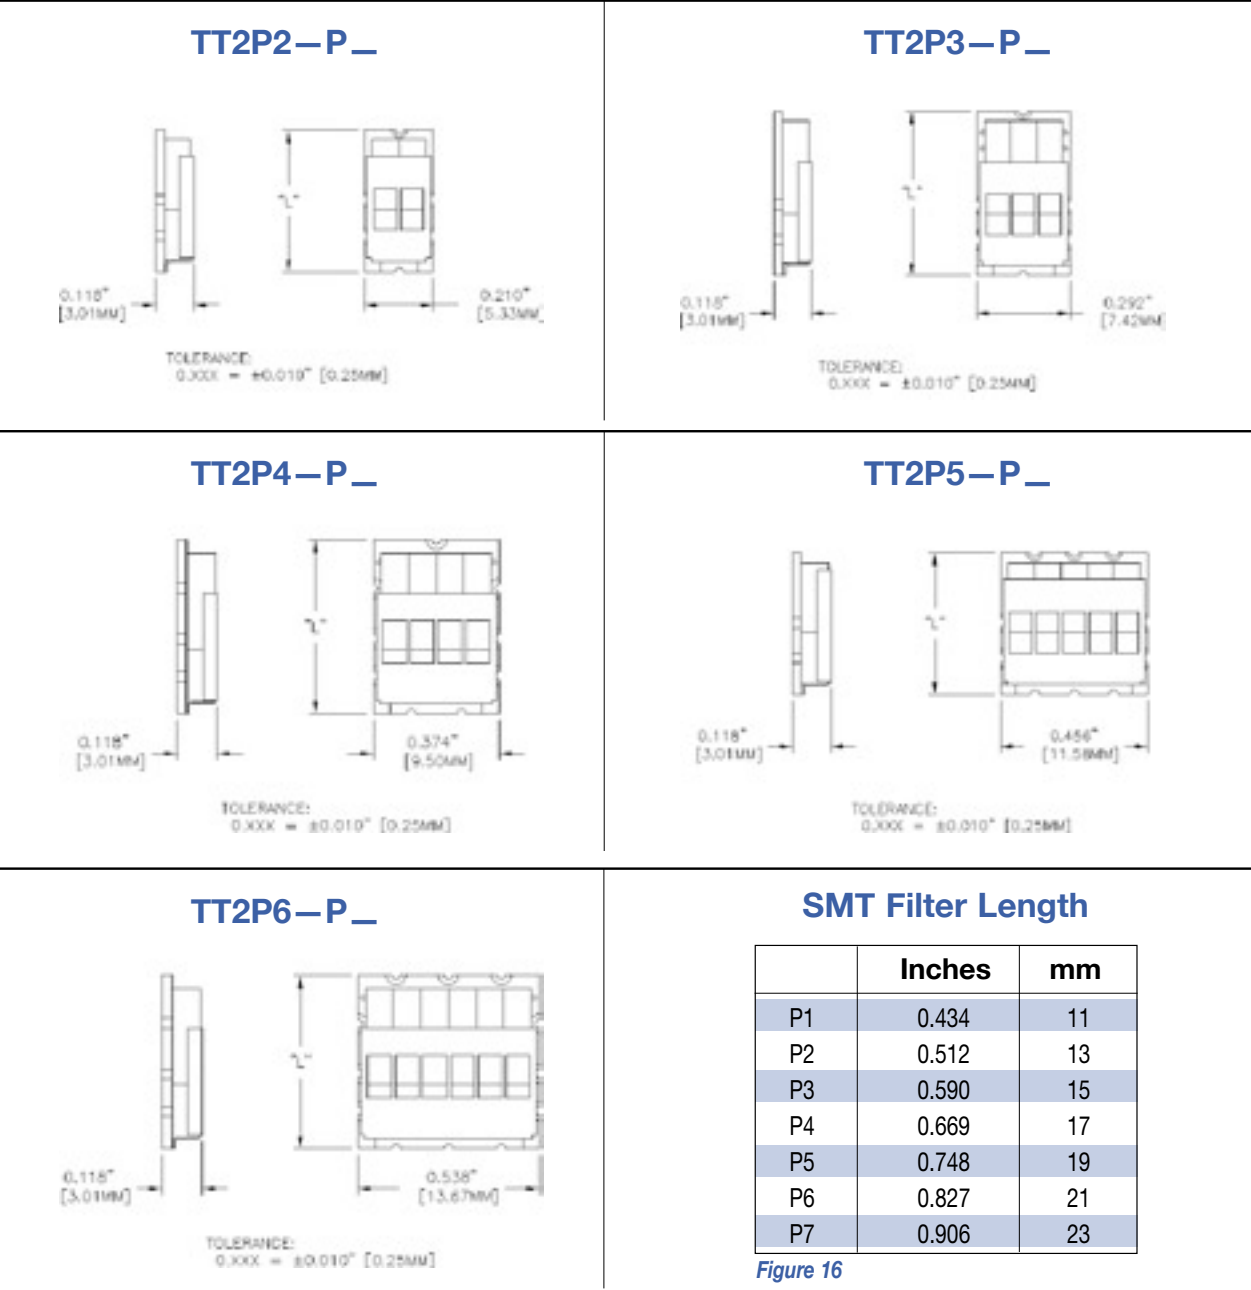 TT2P2—P_
"L"
0.118"
[3.01MM]
0.210"
[5.33MM]
TOLERANCE:
0.XXX = ±0.010" [0.25MM]
TT2P3—P_
"L"
0.118"
[3.01MM]
0.292"
[7.42MM]
TOLERANCE:
0.XXX = ±0.010" [0.25MM]
TT2P4—P_
"L"
0.118"
[3.01MM]
0.374"
[9.50MM]
TOLERANCE:
0.XXX = ±0.010" [0.25MM]
TT2P5—P_
"L"
0.118"
[3.01MM]
0.456"
[11.58MM]
TOLERANCE:
0.XXX = ±0.010" [0.25MM]
TT2P6—P_
"L"
0.118"
[3.01MM]
0.538"
[13.67MM]
TOLERANCE:
0.XXX = ±0.010" [0.25MM]
SMT Filter Length
Inches mm
P1 0.434 11
P2 0.512 13
P3 0.590 15
P4 0.669 17
P5 0.748 19
P6 0.827 21
P7 0.906 23
Figure 16